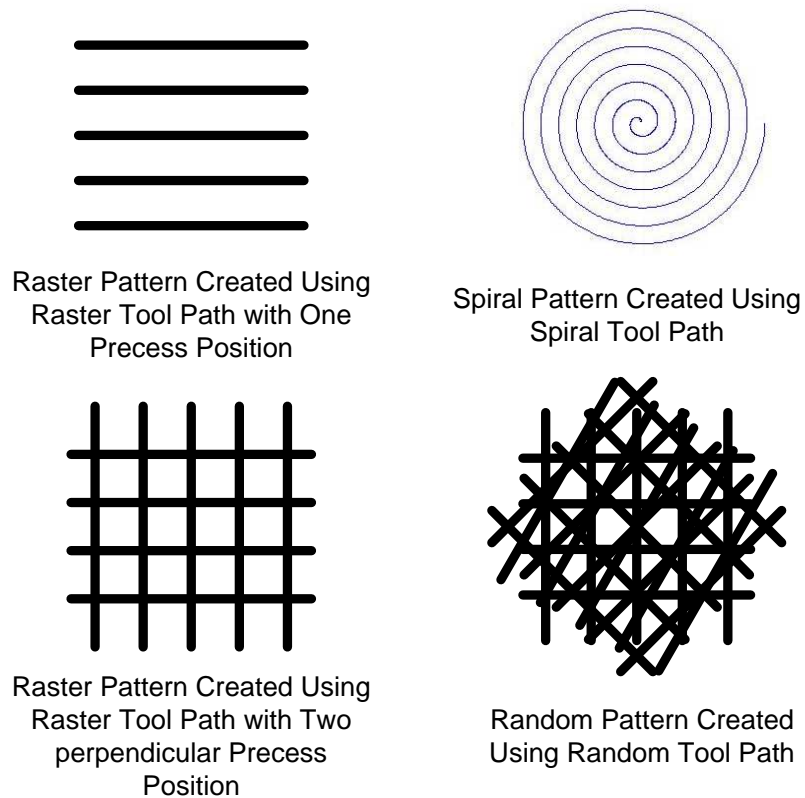 Raster Pattern Created Using
Raster Tool Path with One
Precess Position
Spiral Pattern Created Using
Spiral Tool Path
Raster Pattern Created Using
Raster Tool Path with Two
perpendicular Precess
Position
Random Pattern Created
Using Random Tool Path